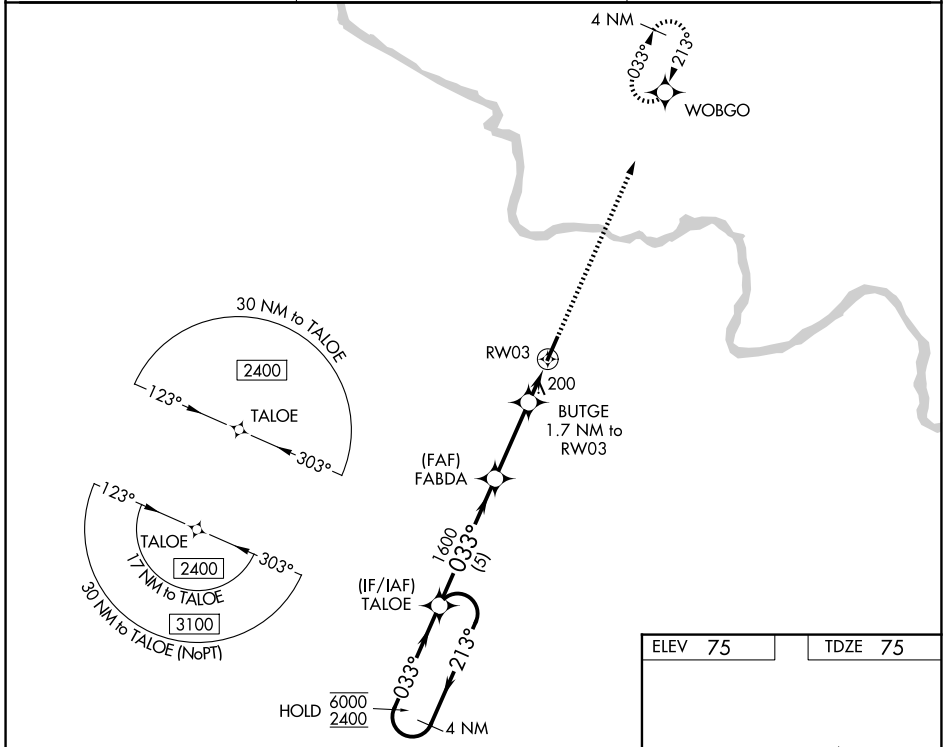 4 NM
033°
213°
WOBGO
30 NM to TALOE
2400
123°
TALOE
303°
RW03
200
BUTGE
1.7 NM to
RW03
(FAF)
FABDA
123°
TALOE
303°
2400
17 NM to TALOE
3100
30 NM to TALOE (NoPT)
1600
033°
(5)
(IF/IAF)
TALOE
033°
213°
HOLD 6000
2400
4 NM
ELEV 75
TDZE 75